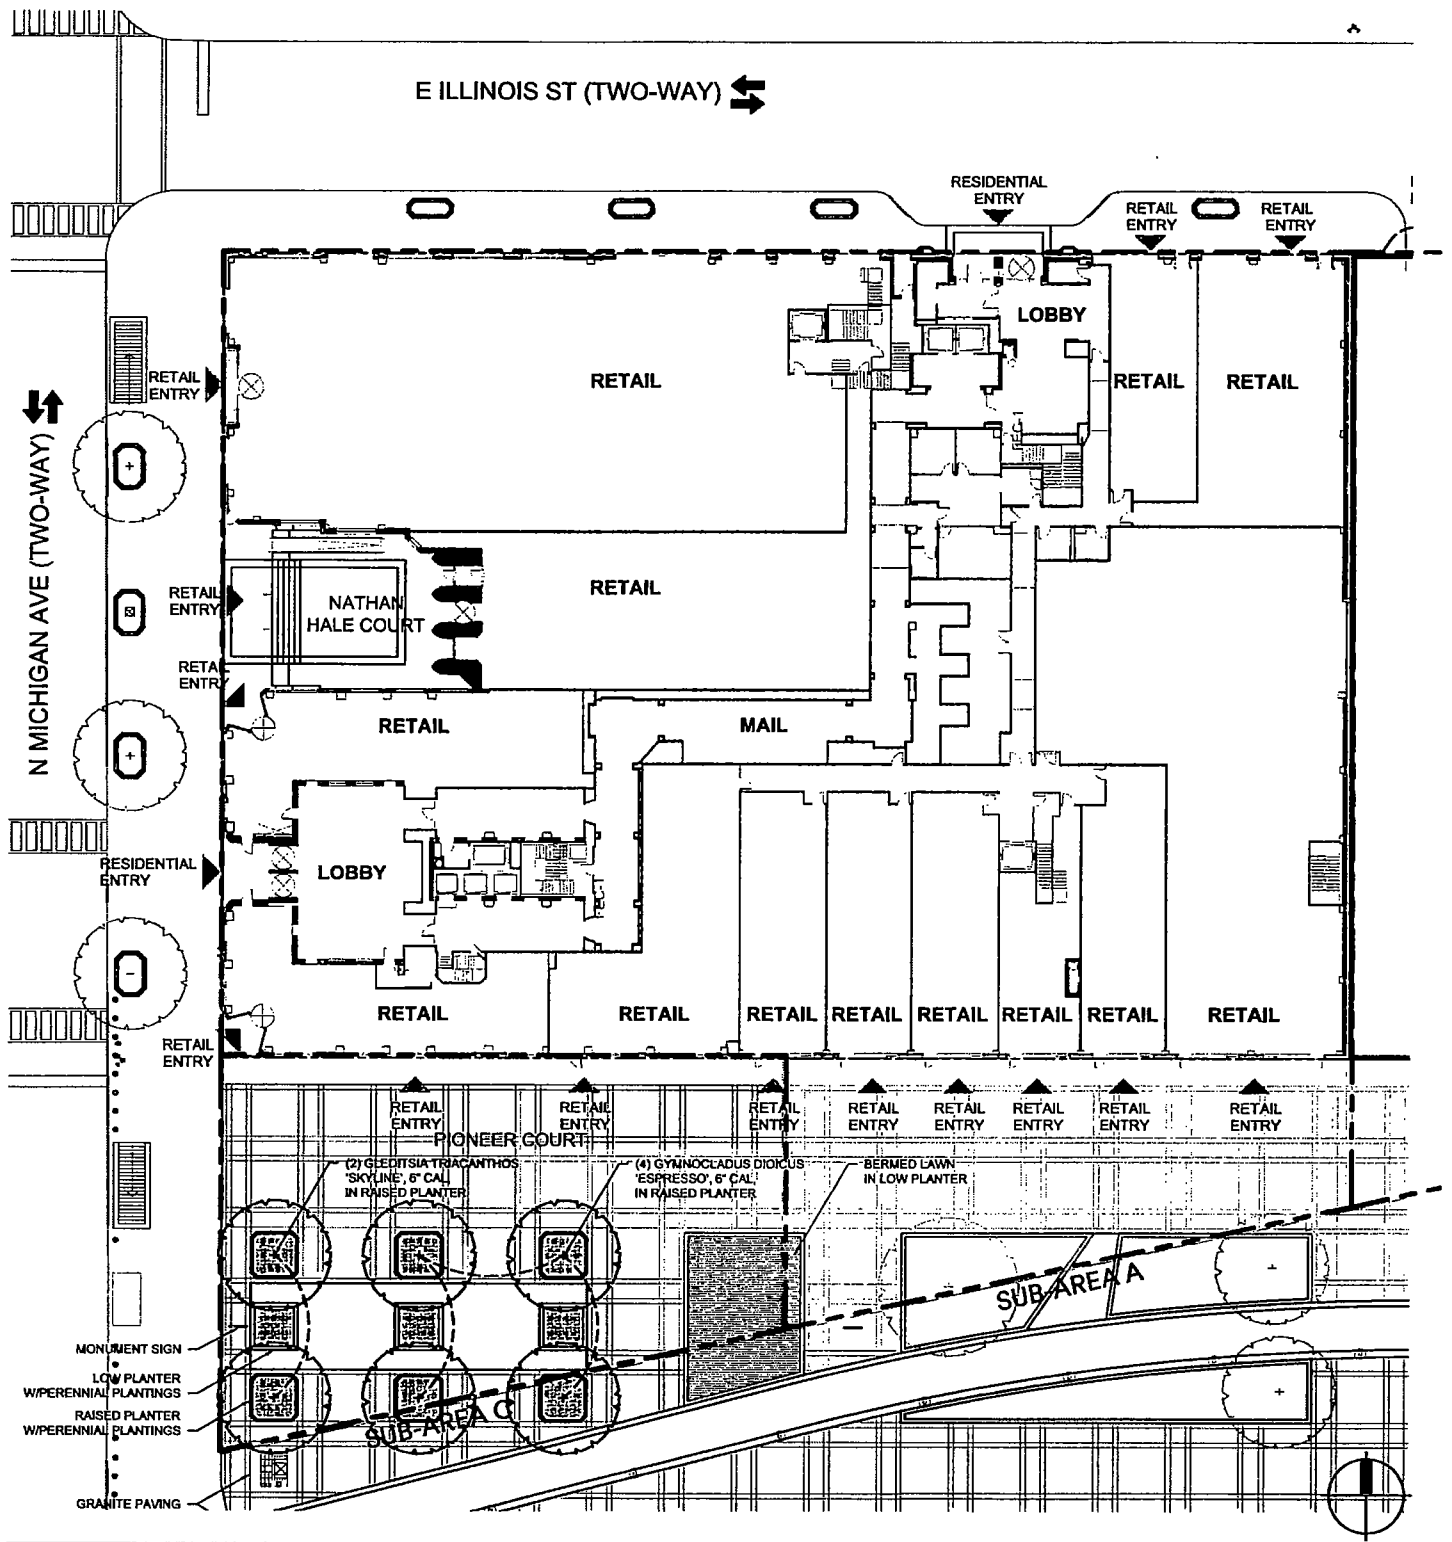 E ILLINOIS ST (TWO-WAY)
RESIDENTIAL
ENTRY
RETAIL
ENTRY
RETAIL
ENTRY
LOBBY
RETAIL
RETAIL
RETAIL
RETAIL
ENTRY
N MICHIGAN AVE (TWO-WAY)
RETAIL
ENTRY
NATHAN
HALE COURT
RETAIL
RETAI
ENTRY
RETAIL
MAIL
RESIDENTIAL
ENTRY
LOBBY
RETAIL
RETAIL
RETAIL
RETAIL
RETAIL
RETAIL
RETAIL
RETAIL
RETAIL
ENTRY
RETAIL
ENTRY
RETAIL
ENTRY
RETAIL
ENTRY
RETAIL
ENTRY
RETAIL
ENTRY
RETAIL
ENTRY
RETAIL
ENTRY
RETAIL
ENTRY
PIONEER COURT
(2) GLEDITSIA TRIACANTHOS
'SKYLINE', 6" CAL
IN RAISED PLANTER
(4) GYMNOCLADUS DIOICUS
'ESPRESSO', 6" CAL
IN RAISED PLANTER
BERMED LAWN
IN LOW PLANTER
SUB-AREA A
MONUMENT SIGN
LOW PLANTER
W/PERENNIAL PLANTINGS
RAISED PLANTER
W/PERENNIAL PLANTINGS
SUB-AREA C
GRANITE PAVING